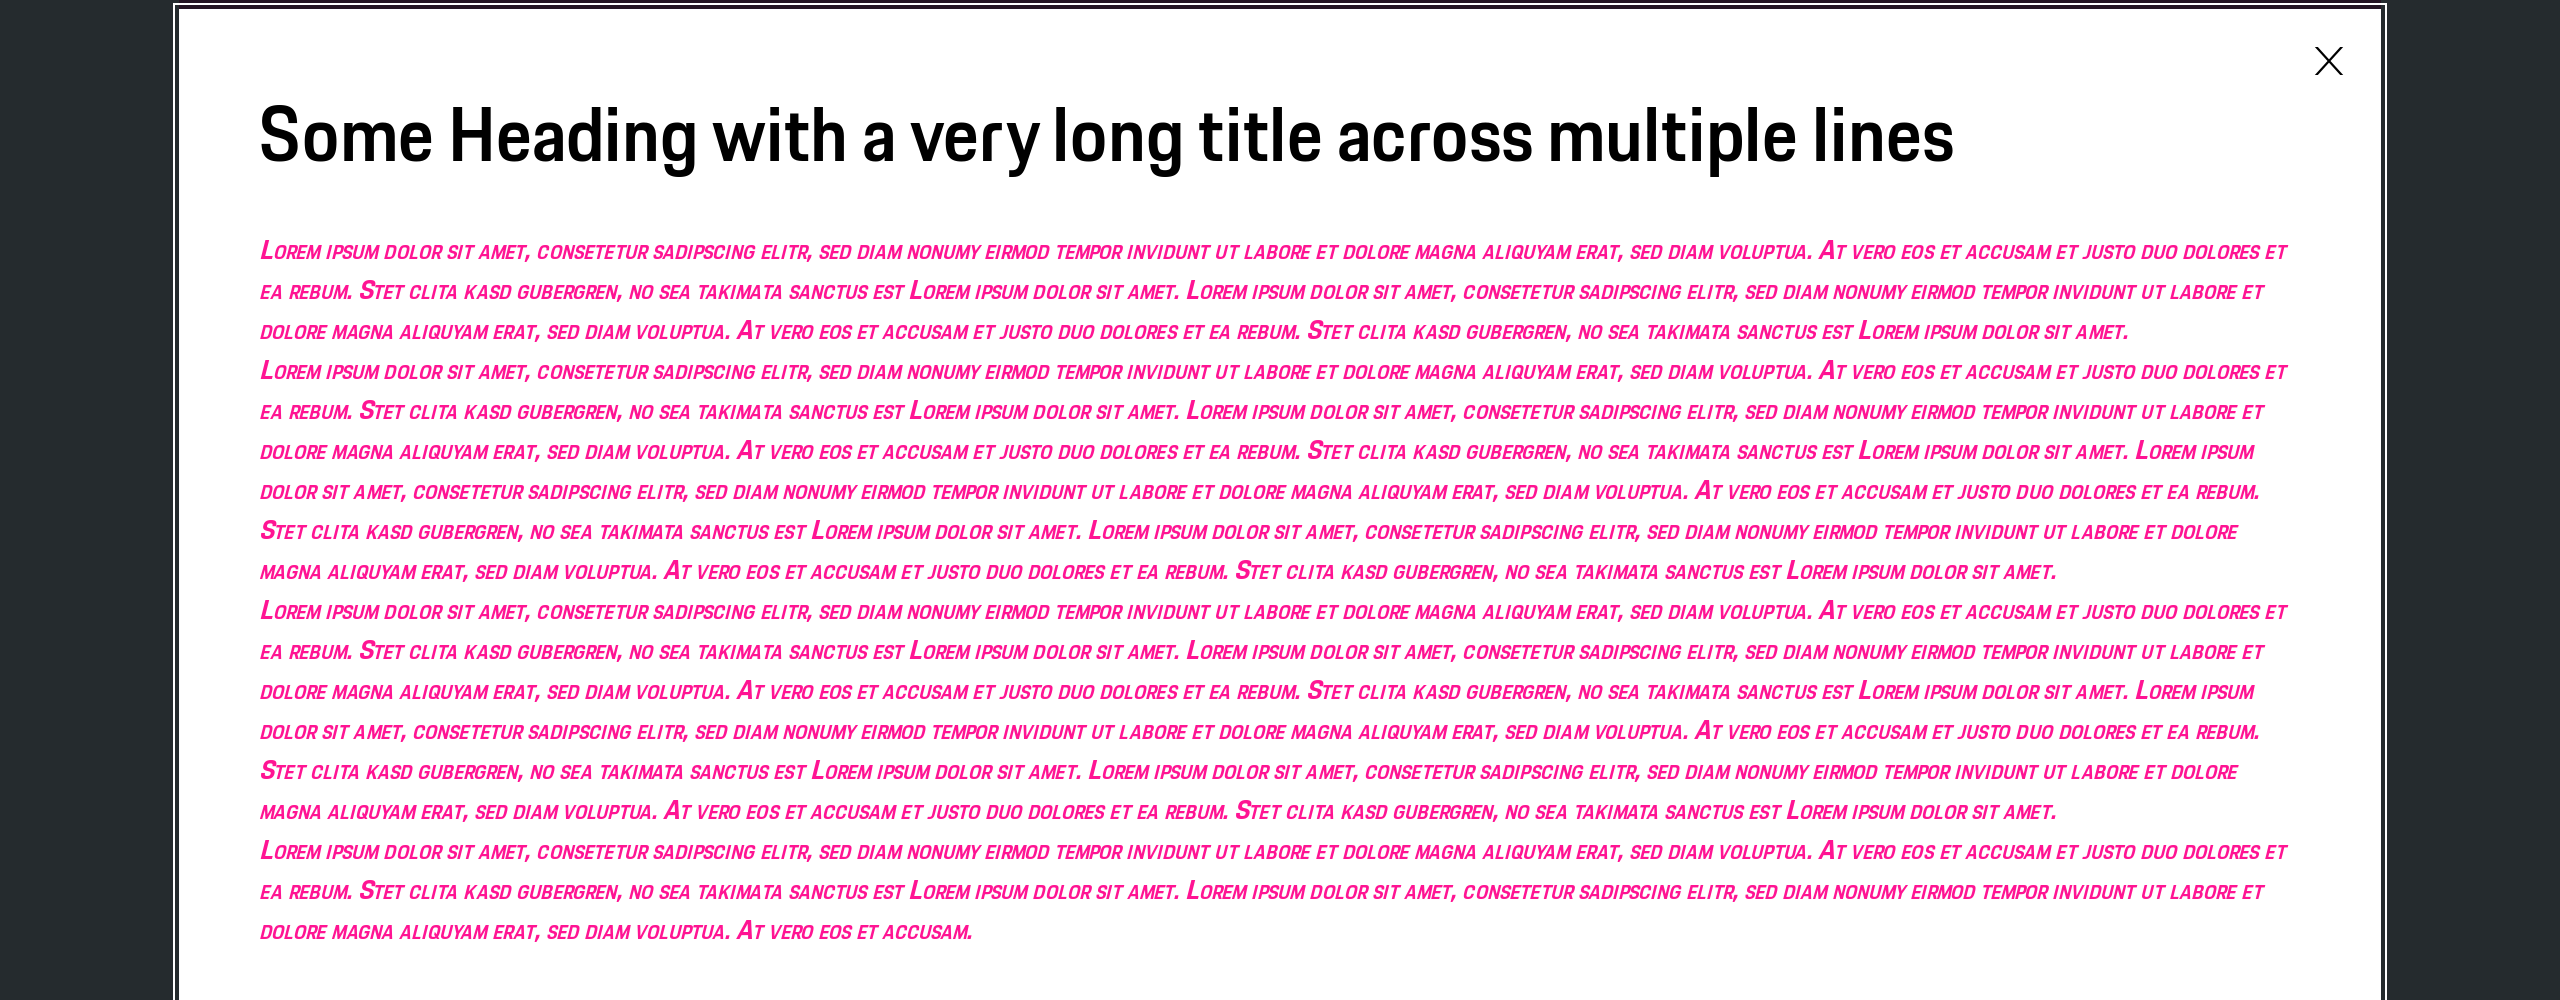 Some Heading with a very long title across multiple lines
Lorem ipsum dolor sit amet, consetetur sadipscing elitr, sed diam nonumy eirmod tempor invidunt ut labore et dolore magna aliquyam erat, sed diam voluptua. At vero eos et accusam et justo duo dolores et
ea rebum. Stet clita kasd gubergren, no sea takimata sanctus est Lorem ipsum dolor sit amet. Lorem ipsum dolor sit amet, consetetur sadipscing elitr, sed diam nonumy eirmod tempor invidunt ut labore et
dolore magna aliquyam erat, sed diam voluptua. At vero eos et accusam et justo duo dolores et ea rebum. Stet clita kasd gubergren, no sea takimata sanctus est Lorem ipsum dolor sit amet.
Lorem ipsum dolor sit amet, consetetur sadipscing elitr, sed diam nonumy eirmod tempor invidunt ut labore et dolore magna aliquyam erat, sed diam voluptua. At vero eos et accusam et justo duo dolores et
ea rebum. Stet clita kasd gubergren, no sea takimata sanctus est Lorem ipsum dolor sit amet. Lorem ipsum dolor sit amet, consetetur sadipscing elitr, sed diam nonumy eirmod tempor invidunt ut labore et
dolore magna aliquyam erat, sed diam voluptua. At vero eos et accusam et justo duo dolores et ea rebum. Stet clita kasd gubergren, no sea takimata sanctus est Lorem ipsum dolor sit amet. Lorem ipsum
dolor sit amet, consetetur sadipscing elitr, sed diam nonumy eirmod tempor invidunt ut labore et dolore magna aliquyam erat, sed diam voluptua. At vero eos et accusam et justo duo dolores et ea rebum.
Stet clita kasd gubergren, no sea takimata sanctus est Lorem ipsum dolor sit amet. Lorem ipsum dolor sit amet, consetetur sadipscing elitr, sed diam nonumy eirmod tempor invidunt ut labore et dolore
magna aliquyam erat, sed diam voluptua. At vero eos et accusam et justo duo dolores et ea rebum. Stet clita kasd gubergren, no sea takimata sanctus est Lorem ipsum dolor sit amet.
Lorem ipsum dolor sit amet, consetetur sadipscing elitr, sed diam nonumy eirmod tempor invidunt ut labore et dolore magna aliquyam erat, sed diam voluptua. At vero eos et accusam et justo duo dolores et
ea rebum. Stet clita kasd gubergren, no sea takimata sanctus est Lorem ipsum dolor sit amet. Lorem ipsum dolor sit amet, consetetur sadipscing elitr, sed diam nonumy eirmod tempor invidunt ut labore et
dolore magna aliquyam erat, sed diam voluptua. At vero eos et accusam et justo duo dolores et ea rebum. Stet clita kasd gubergren, no sea takimata sanctus est Lorem ipsum dolor sit amet. Lorem ipsum
dolor sit amet, consetetur sadipscing elitr, sed diam nonumy eirmod tempor invidunt ut labore et dolore magna aliquyam erat, sed diam voluptua. At vero eos et accusam et justo duo dolores et ea rebum.
Stet clita kasd gubergren, no sea takimata sanctus est Lorem ipsum dolor sit amet. Lorem ipsum dolor sit amet, consetetur sadipscing elitr, sed diam nonumy eirmod tempor invidunt ut labore et dolore
magna aliquyam erat, sed diam voluptua. At vero eos et accusam et justo duo dolores et ea rebum. Stet clita kasd gubergren, no sea takimata sanctus est Lorem ipsum dolor sit amet.
Lorem ipsum dolor sit amet, consetetur sadipscing elitr, sed diam nonumy eirmod tempor invidunt ut labore et dolore magna aliquyam erat, sed diam voluptua. At vero eos et accusam et justo duo dolores et
ea rebum. Stet clita kasd gubergren, no sea takimata sanctus est Lorem ipsum dolor sit amet. Lorem ipsum dolor sit amet, consetetur sadipscing elitr, sed diam nonumy eirmod tempor invidunt ut labore et
dolore magna aliquyam erat, sed diam voluptua. At vero eos et accusam.